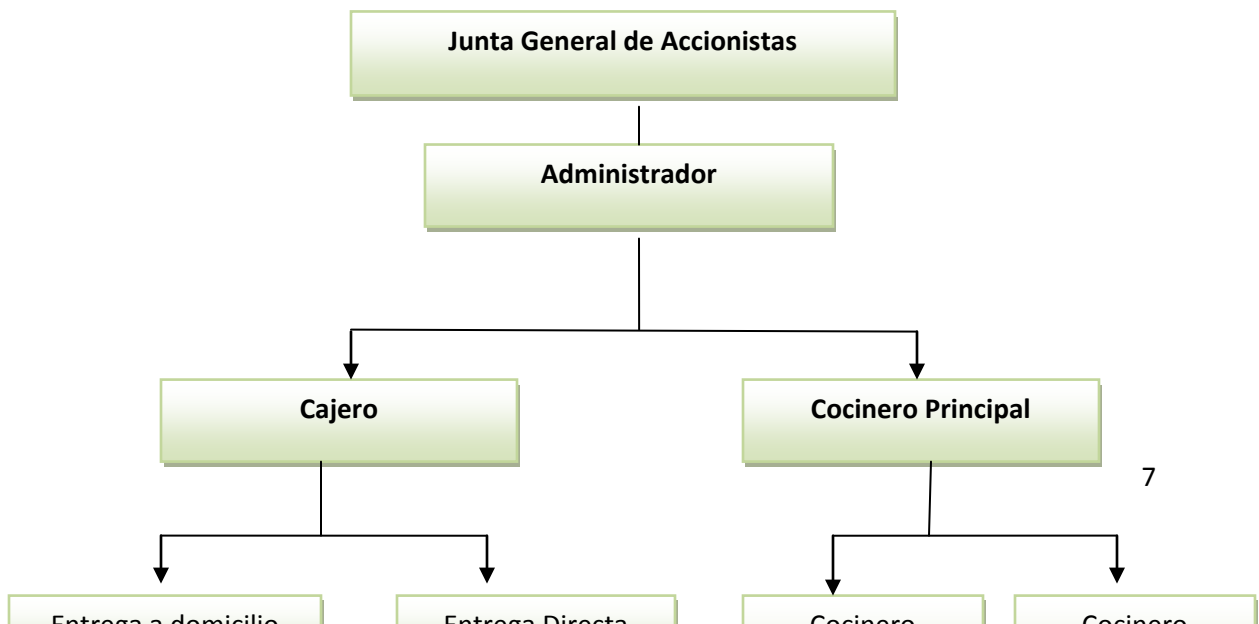 Junta General de Accionistas
Administrador
Cajero
Cocinero Principal
7
Entrega a domicilio
Entrega Directa
Cocinero
Cocinero